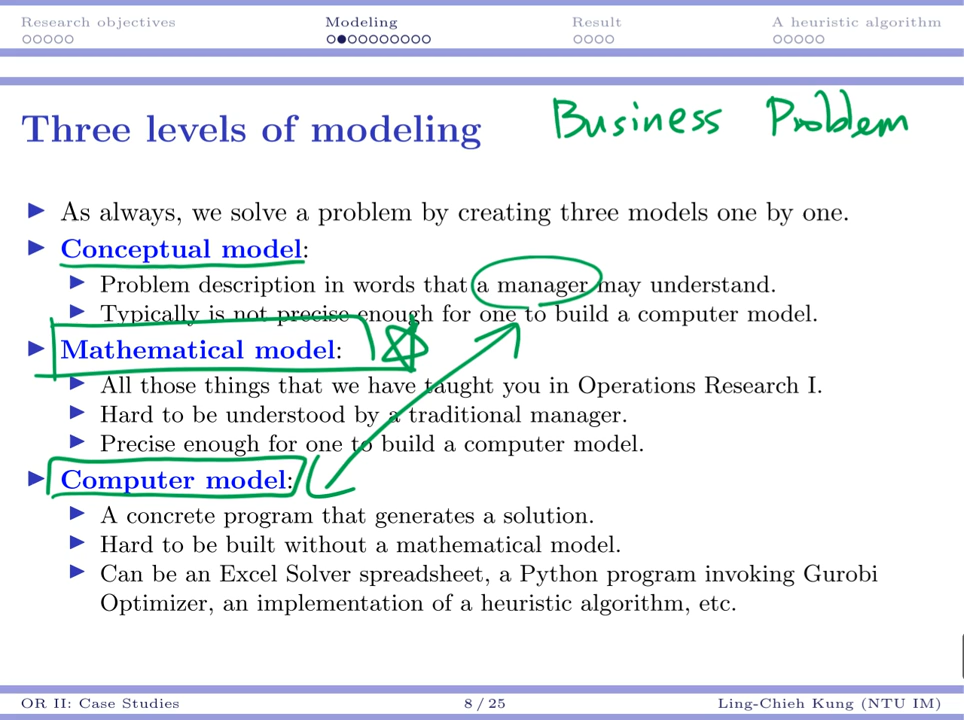 Research objectives Modeling Result A heuristic algorithm
Three levels of modeling Business Problem
▶ As always, we solve a problem by creating three models one by one.
▶ Conceptual model:
▶ Problem description in words that a manager may understand.
▶ Typically is not precise enough for one to build a computer model.
▶ Mathematical model:
▶ All those things that we have taught you in Operations Research I.
▶ Hard to be understood by a traditional manager.
▶ Precise enough for one to build a computer model.
▶ Computer model:
▶ A concrete program that generates a solution.
▶ Hard to be built without a mathematical model.
▶ Can be an Excel Solver spreadsheet, a Python program invoking Gurobi
Optimizer, an implementation of a heuristic algorithm, etc.
OR II: Case Studies 8 / 25 Ling-Chieh Kung (NTU IM)